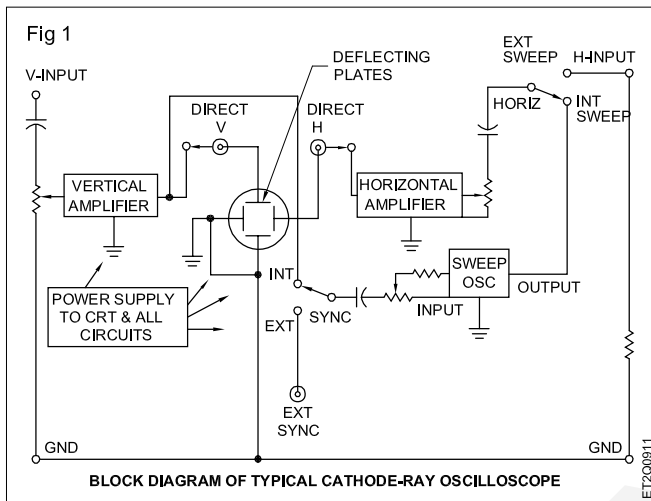 Fig 1
V-INPUT
DEFLECTING
PLATES
DIRECT
V
DIRECT
H
EXT
SWEEP
H-INPUT
HORIZ
INT
SWEEP
VERTICAL
AMPLIFIER
HORIZONTAL
AMPLIFIER
POWER SUPPLY
TO CRT & ALL
CIRCUITS
INT
EXT
SYNC
INPUT
SWEEP
OSC
OUTPUT
EXT
SYNC
GND
GND
BLOCK DIAGRAM OF TYPICAL CATHODE-RAY OSCILLOSCOPE
ET2Q0911